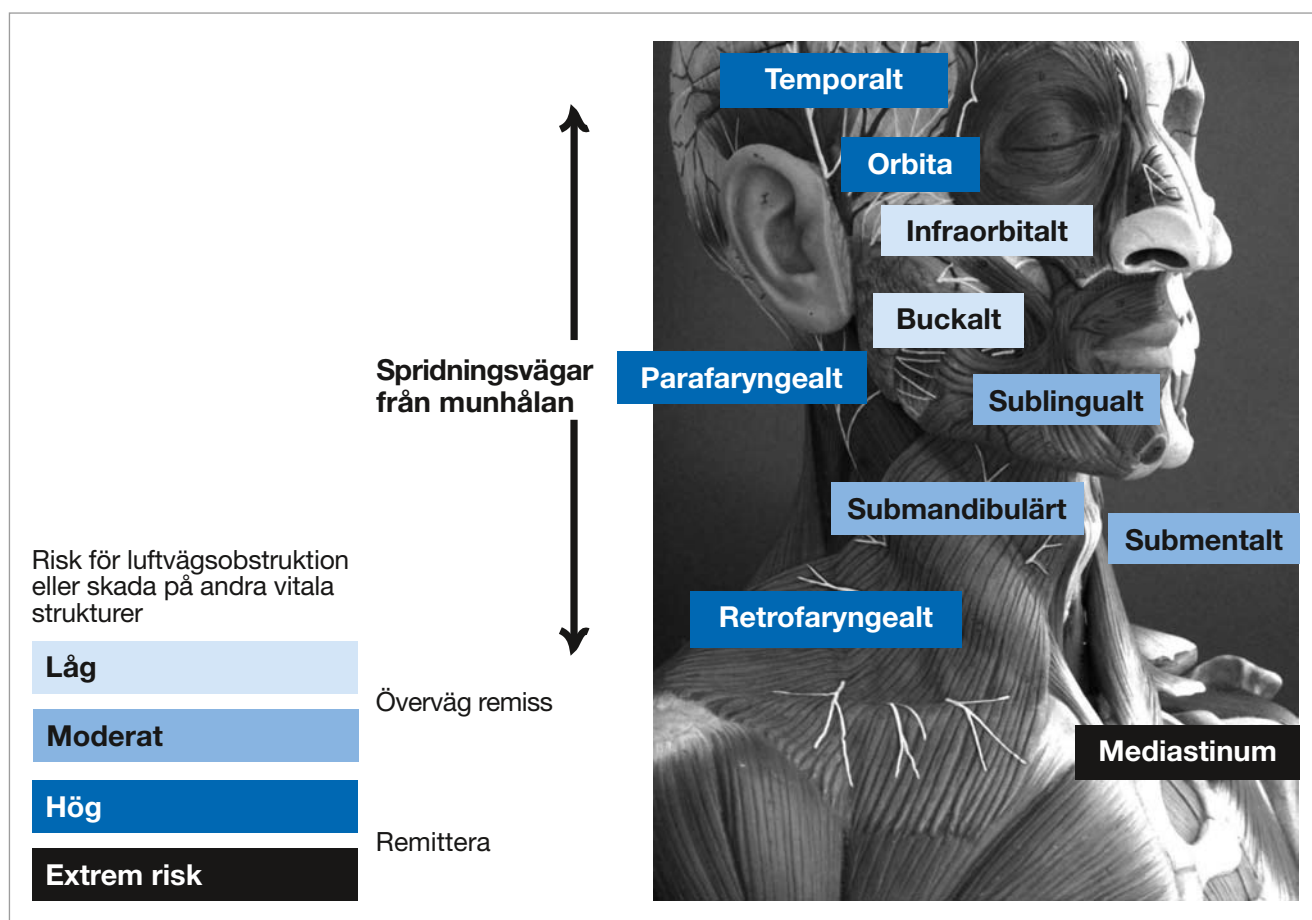 Temporalt
Orbita
Infraorbitalt
Buckalt
Spridningsvägar
från munhålan
Parafaryngealt
Sublingualt
Submandibulärt
Submentalt
Risk för luftvägsobstruktion
eller skada på andra vitala
strukturer
Retrofaryngealt
Låg
Överväg remiss
Moderat
Mediastinum
Hög
Remittera
Extrem risk